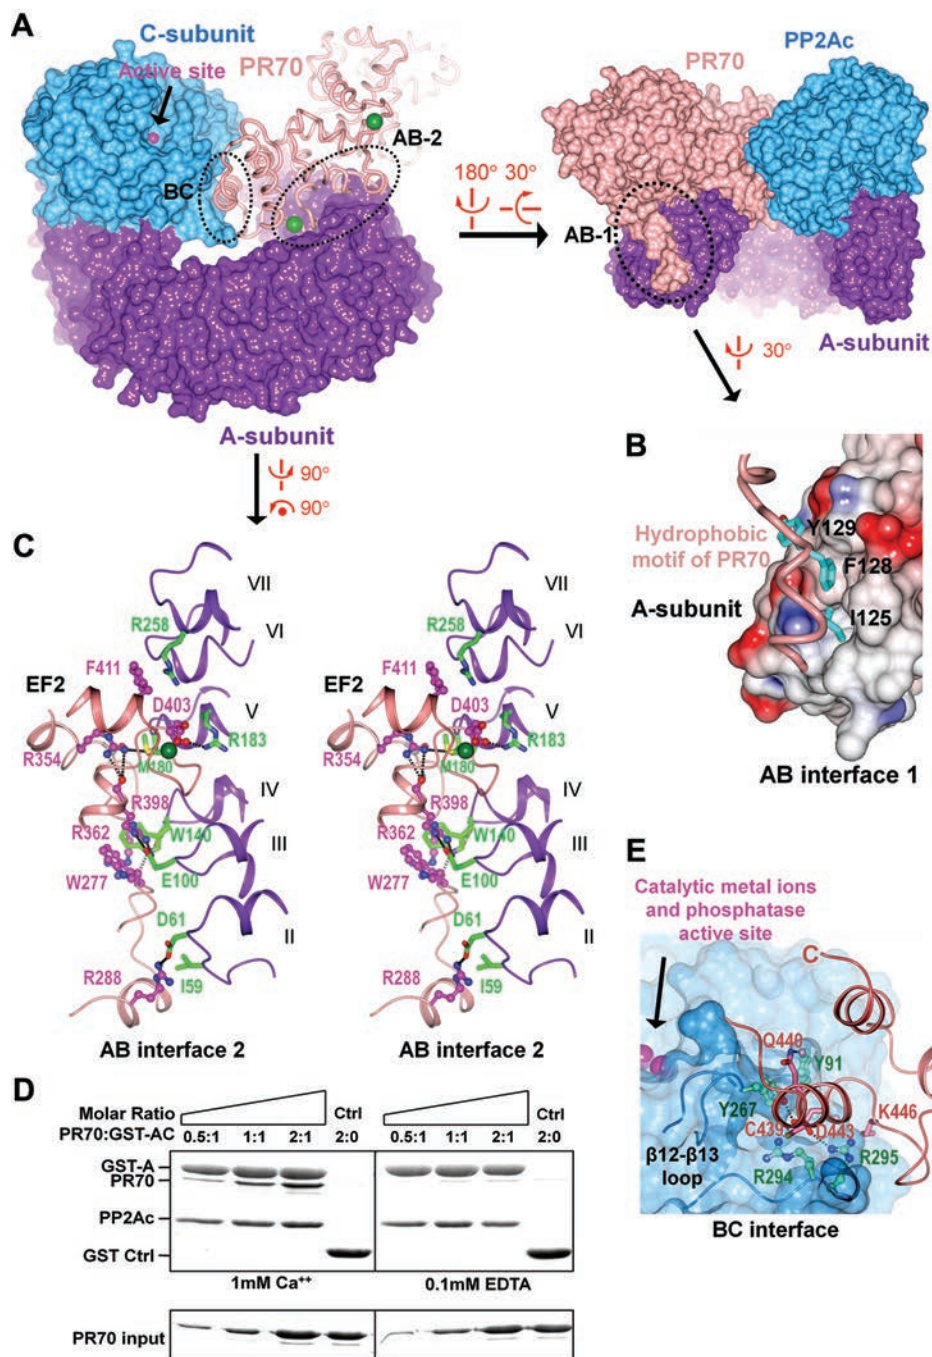 A
C-subunit
Active site
PR70
AB-2
BC
A-subunit
180° 30°
PR70
PP2Ac
AB-1
A-subunit
30°
90°
90°
B
Hydrophobic
motif of PR70
Y129
F128
I125
A-subunit
AB interface 1
C
VII
R258
VI
F411
EF2
D403
V
R354
M180
R183
IV
R398
R362
W140
III
W277
E100
D61
II
R288
I59
AB interface 2
VII
R258
VI
F411
EF2
D403
V
R354
M180
R183
IV
R398
R362
W140
III
W277
E100
D61
II
R288
I59
AB interface 2
D
Molar Ratio
Ctrl
Ctrl
PR70:GST-AC
0.5:1 1:1 2:1 2:0 0.5:1 1:1 2:1 2:0
GST-A
PR70
PP2Ac
GST Ctrl
1mM Ca⁺⁺
0.1mM EDTA
PR70 input
E
Catalytic metal ions
and phosphatase
active site
C
Q440
Y91
Y267
K446
C439
D443
β12-β13
loop
R294
R295
BC interface